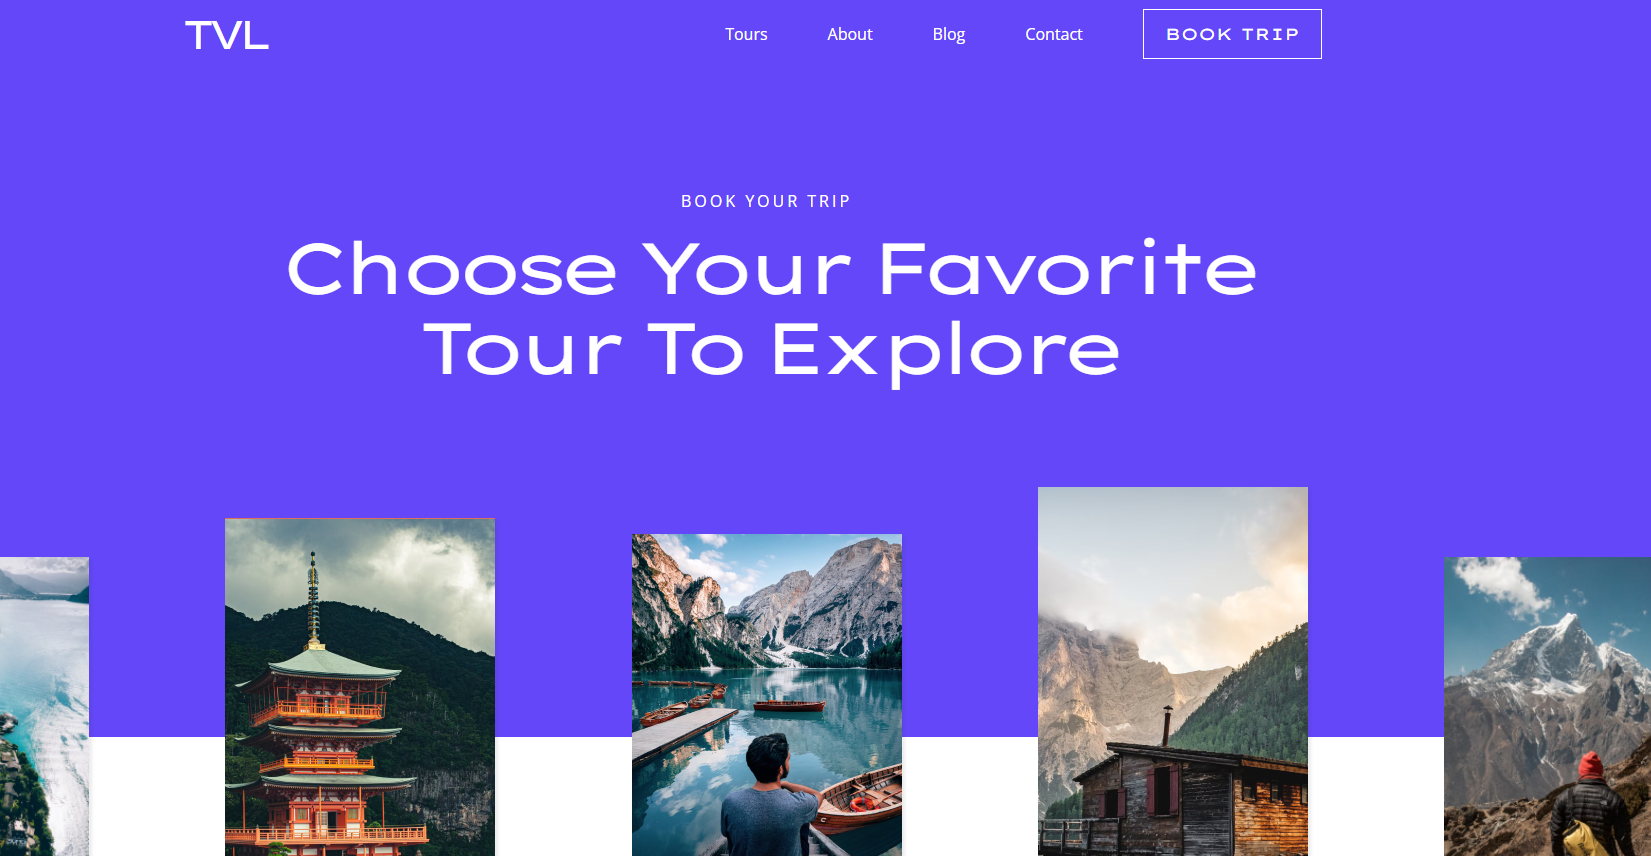 TVL
Tours
About
Blog
Contact
BOOK TRIP
BOOK YOUR TRIP
Choose Your Favorite
Tour To Explore